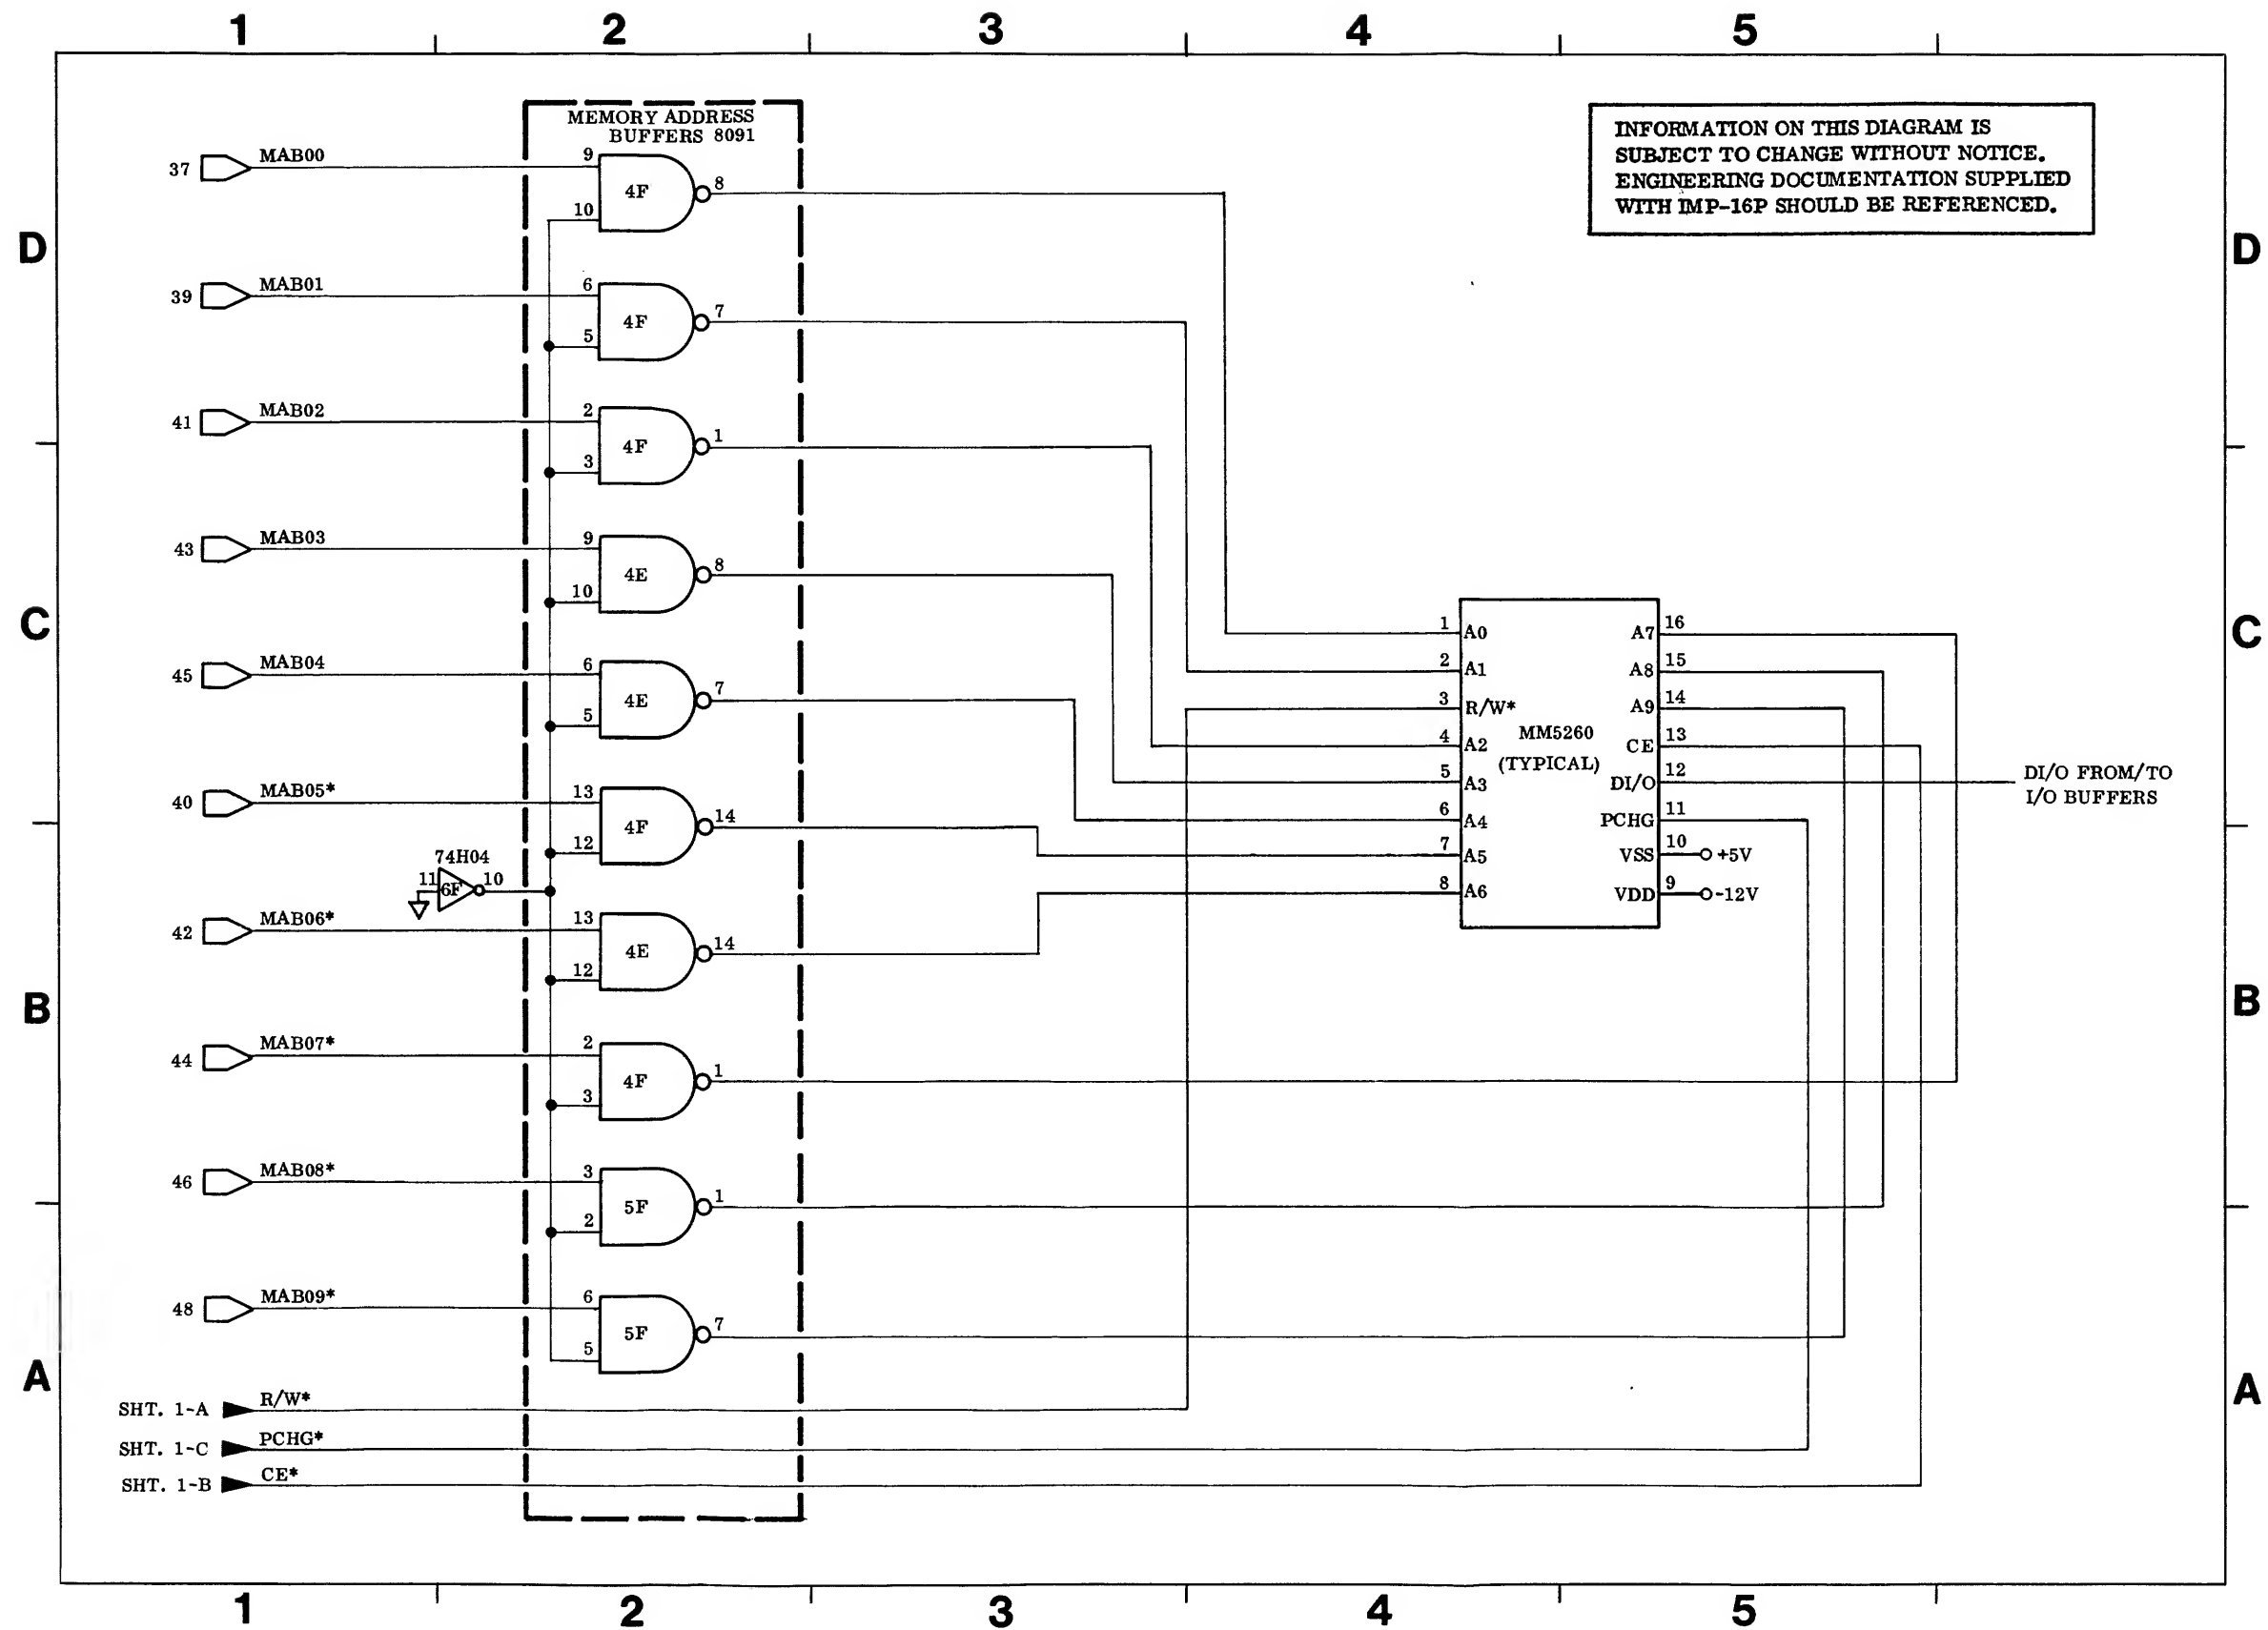 1 2 3 4 5
MEMORY ADDRESS
BUFFERS 8091
INFORMATION ON THIS DIAGRAM IS
SUBJECT TO CHANGE WITHOUT NOTICE.
ENGINEERING DOCUMENTATION SUPPLIED
WITH IMP-16P SHOULD BE REFERENCED.
D D
37 MAB00 9 10 4F 8
39 MAB01 6 5 4F 7
41 MAB02 2 3 4F 1
43 MAB03 9 10 4E 8
C C
45 MAB04 6 5 4E 7
40 MAB05* 13 12 4F 14
74H04
11 6F 10
42 MAB06* 13 12 4E 14
B B
44 MAB07* 2 3 4F 1
46 MAB08* 3 2 5F 1
48 MAB09* 6 5 5F 7
A A
1 A0
2 A1
3 R/W*
4 A2
5 A3
6 A4
7 A5
8 A6
MM5260
(TYPICAL)
A7 16
A8 15
A9 14
CE 13
DI/O 12
PCHG 11
VSS 10 +5V
VDD 9 -12V
DI/O FROM/TO
I/O BUFFERS
SHT. 1-A R/W*
SHT. 1-C PCHG*
SHT. 1-B CE*
1 2 3 4 5